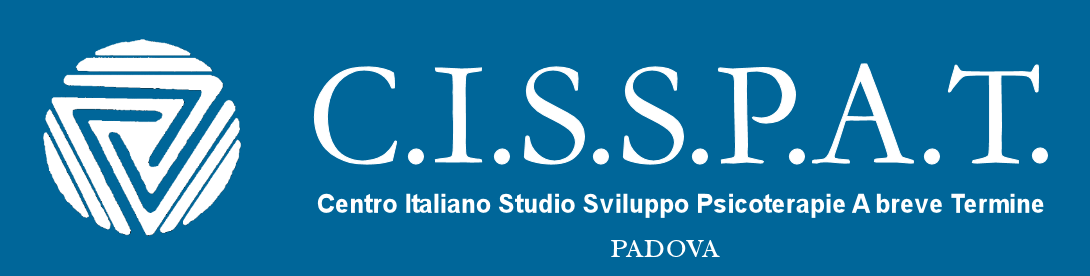 C.I.S.S.P.A.T.
Centro Italiano Studio Sviluppo Psicoterapie A breve Termine
PADOVA